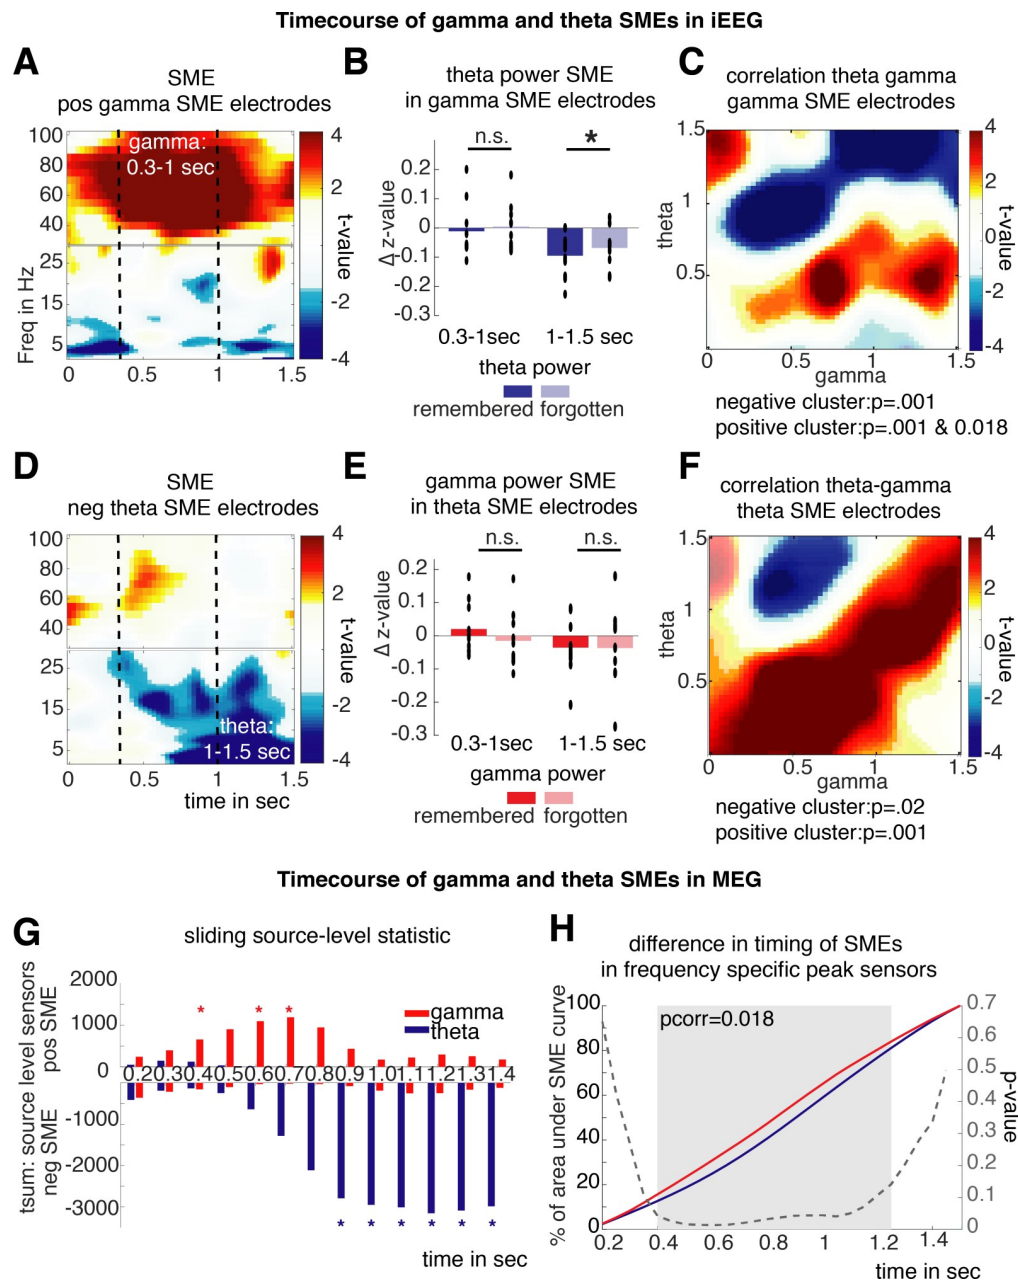 Timecourse of gamma and theta SMEs in iEEG
A
SME
pos gamma SME electrodes
gamma:
0.3-1 sec
100
80
60
40
25
15
5
Freq in Hz
0
0.5
1
1.5
4
2
0
-2
-4
t-value
B
theta power SME
in gamma SME electrodes
n.s.
*
0.2
0.1
0
-0.1
-0.2
-0.3
Δ z-value
0.3-1sec
1-1.5 sec
theta power
remembered forgotten
C
correlation theta gamma
gamma SME electrodes
1.5
1
0.5
theta
0
0.5
1
1.5
gamma
4
2
0
-2
-4
t-value
negative cluster:p=.001
positive cluster:p=.001 & 0.018
D
SME
neg theta SME electrodes
100
80
60
40
25
15
5
theta:
1-1.5 sec
0
0.5
1
1.5
time in sec
4
2
0
-2
-4
t-value
E
gamma power SME
in theta SME electrodes
n.s.
n.s.
0.2
0.1
0
-0.1
-0.2
-0.3
Δ z-value
0.3-1sec
1-1.5 sec
gamma power
remembered forgotten
F
correlation theta-gamma
theta SME electrodes
1.5
1
0.5
theta
0
0.5
1
1.5
gamma
4
2
0
-2
-4
t-value
negative cluster:p=.02
positive cluster:p=.001
Timecourse of gamma and theta SMEs in MEG
G
sliding source-level statistic
2000
1000
0
-1000
-2000
-3000
tsum: source level sensors
neg SME pos SME
* * *
gamma
theta
0.2 0.3 0.4 0.5 0.6 0.7 0.8 0.9 1.0 1.1 1.2 1.3 1.4
* * * * * *
time in sec
H
difference in timing of SMEs
in frequency specific peak sensors
pcorr=0.018
100
80
60
40
20
0
% of area under SME curve
0.7
0.6
0.5
0.4
0.3
0.2
0.1
0
p-value
0.2 0.4 0.6 0.8 1 1.2 1.4
time in sec